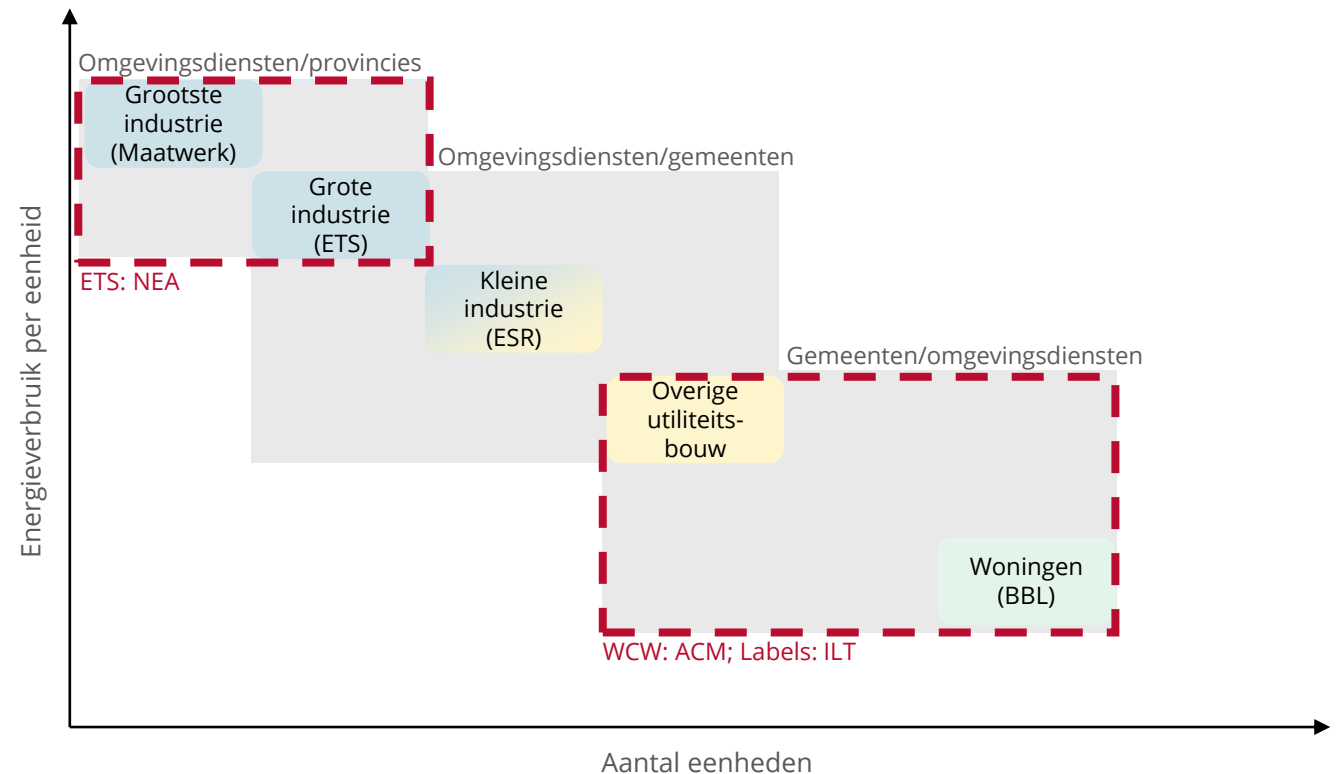 Omgevingsdiensten/provincies
Grootste
industrie
(Maatwerk)
Omgevingsdiensten/gemeenten
Grote
industrie
(ETS)
ETS: NEA
Kleine
industrie
(ESR)
Gemeenten/omgevingsdiensten
Overige
utiliteits-
bouw
Woningen
(BBL)
WCW: ACM; Labels: ILT
Energieverbruik per eenheid
Aantal eenheden